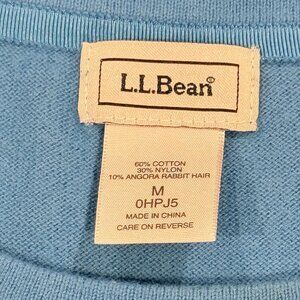 L.L.Bean®
60% COTTON
30% NYLON
10% ANGORA RABBIT HAIR
M
0HPJ5
MADE IN CHINA
CARE ON REVERSE